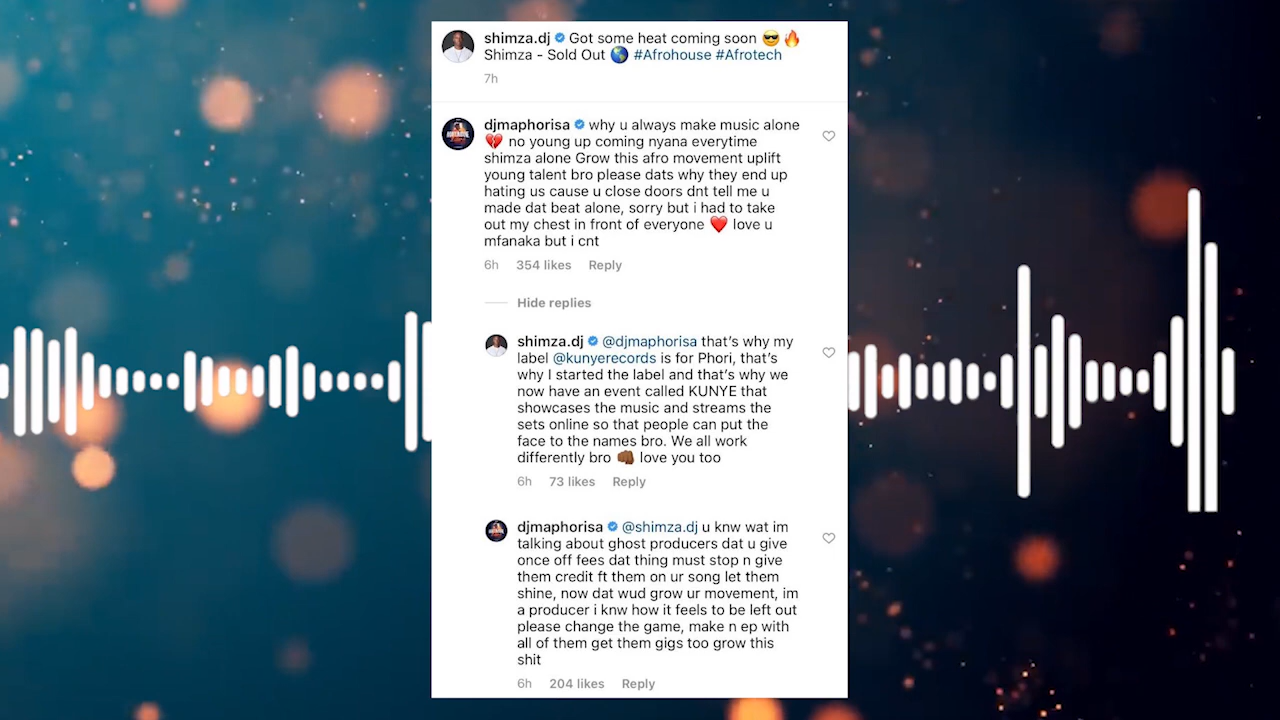 shimza.dj Got some heat coming soon 😎🔥
Shimza - Sold Out 🌎 #Afrohouse #Afrotech
7h
djmaphorisa why u always make music alone
💔 no young up coming nyana everytime
shimza alone Grow this afro movement uplift
young talent bro please dats why they end up
hating us cause u close doors dnt tell me u
made dat beat alone, sorry but i had to take
out my chest in front of everyone ❤️ love u
mfanaka but i cnt
6h 354 likes Reply
Hide replies
shimza.dj @djmaphorisa that’s why my
label @kunyerecords is for Phori, that’s
why I started the label and that’s why we
now have an event called KUNYE that
showcases the music and streams the
sets online so that people can put the
face to the names bro. We all work
differently bro 👊🏾 love you too
6h 73 likes Reply
djmaphorisa @shimza.dj u knw wat im
talking about ghost producers dat u give
once off fees dat thing must stop n give
them credit ft them on ur song let them
shine, now dat wud grow ur movement, im
a producer i knw how it feels to be left out
please change the game, make n ep with
all of them get them gigs too grow this
shit
6h 204 likes Reply